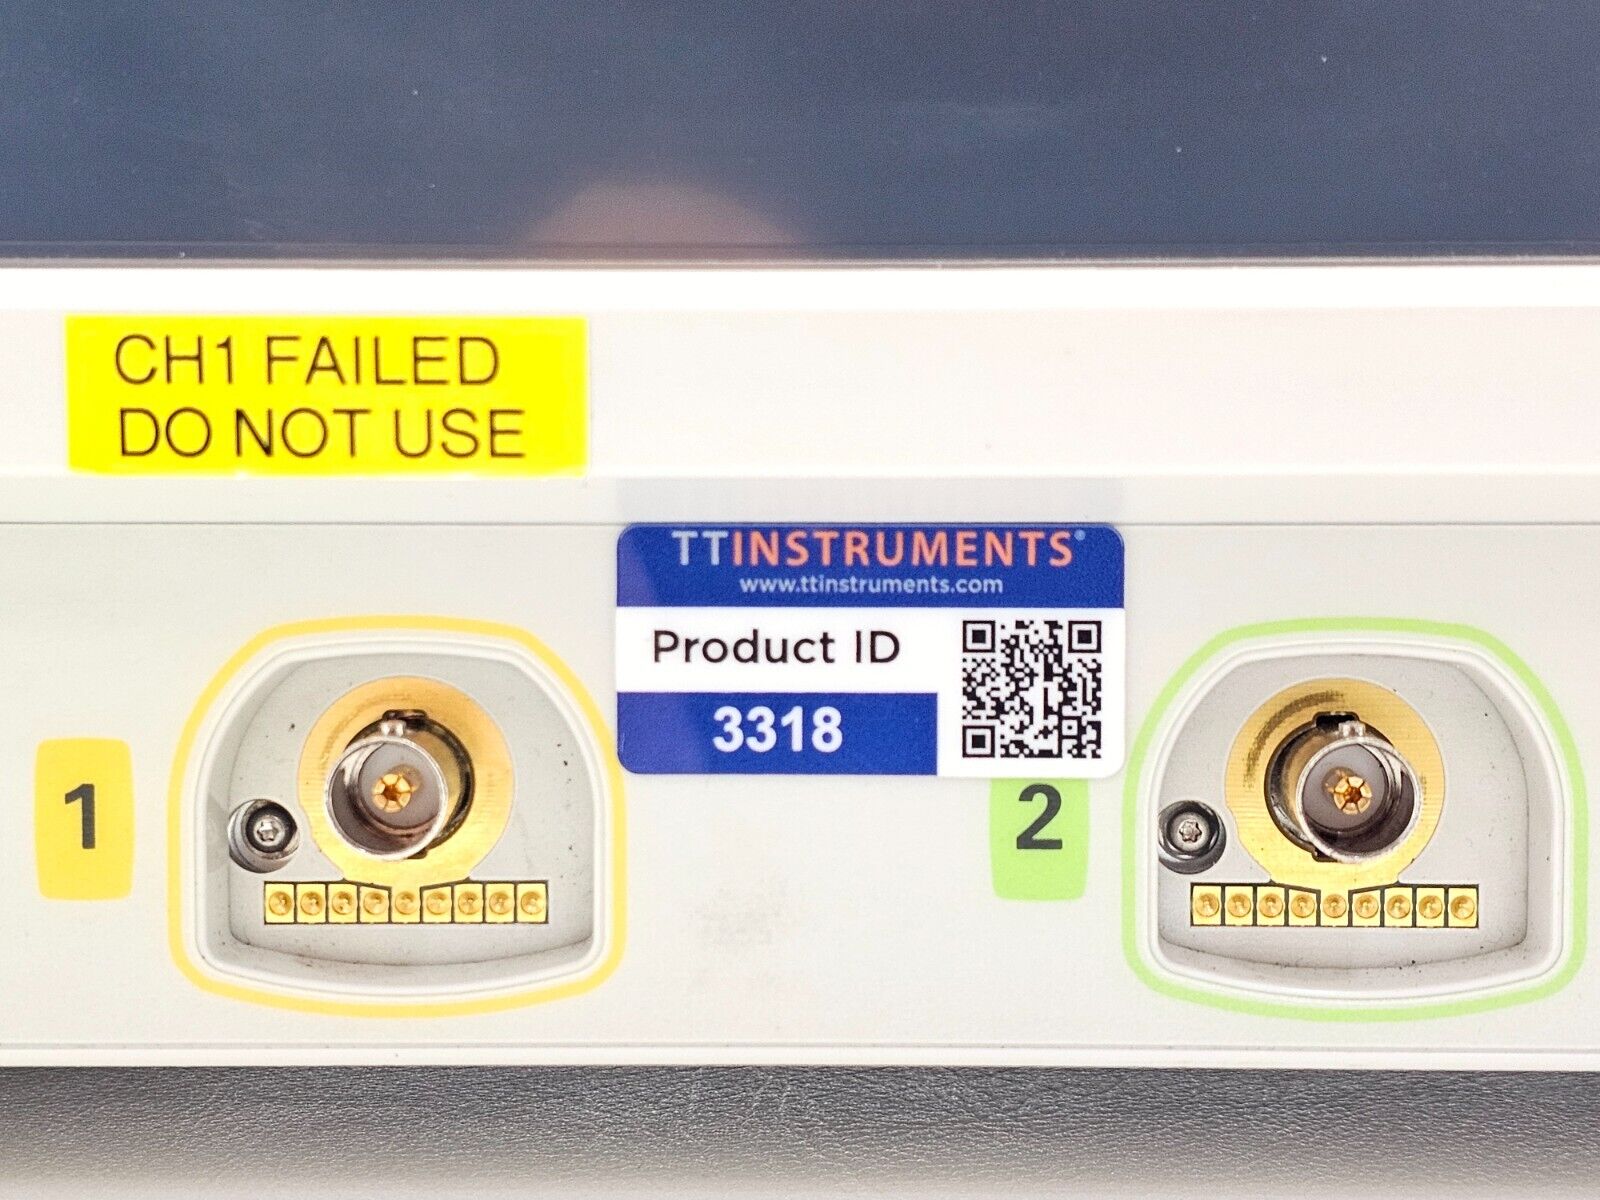 CH1 FAILED
DO NOT USE
TTINSTRUMENTS®
www.ttinstruments.com
Product ID
3318
1
2